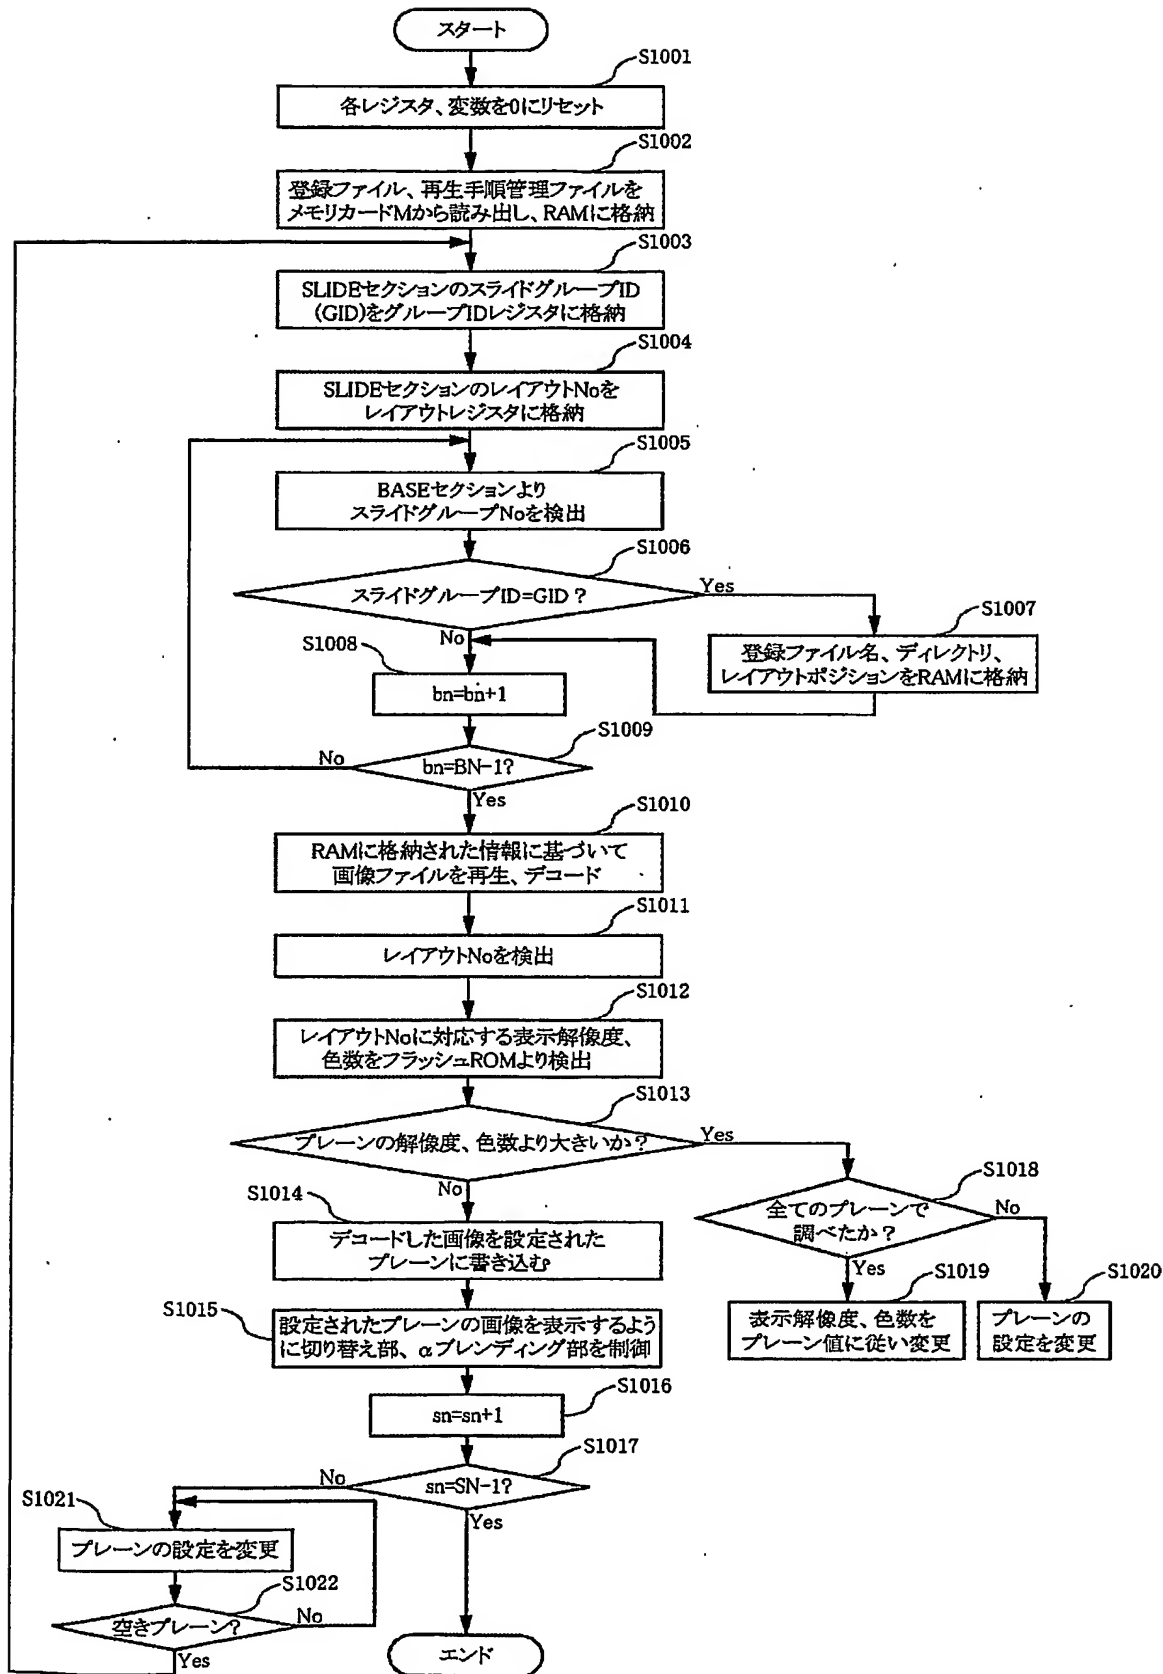 スタート
S1001
各レジスタ、変数を0にリセット
S1002
登録ファイル、再生手順管理ファイルを
メモリカードMから読み出し、RAMに格納
S1003
SLIDEセクションのスライドグループID
(GID)をグループIDレジスタに格納
S1004
SLIDEセクションのレイアウトNoを
レイアウトレジスタに格納
S1005
BASEセクションより
スライドグループNoを検出
S1006
スライドグループID=GID？
Yes
No
S1007
登録ファイル名、ディレクトリ、
レイアウトポジションをRAMに格納
S1008
bn=bn+1
S1009
bn=BN-1?
No
Yes
S1010
RAMに格納された情報に基づいて
画像ファイルを再生、デコード
S1011
レイアウトNoを検出
S1012
レイアウトNoに対応する表示解像度、
色数をフラッシュROMより検出
S1013
プレーンの解像度、色数より大きいか？
Yes
No
S1014
デコードした画像を設定された
プレーンに書き込む
S1018
全てのプレーンで
調べたか？
No
Yes
S1019
表示解像度、色数を
プレーン値に従い変更
S1020
プレーンの
設定を変更
S1015
設定されたプレーンの画像を表示するよう
に切り替え部、αブレンディング部を制御
S1016
sn=sn+1
S1017
sn=SN-1?
No
Yes
S1021
プレーンの設定を変更
S1022
空きプレーン?
No
Yes
エンド